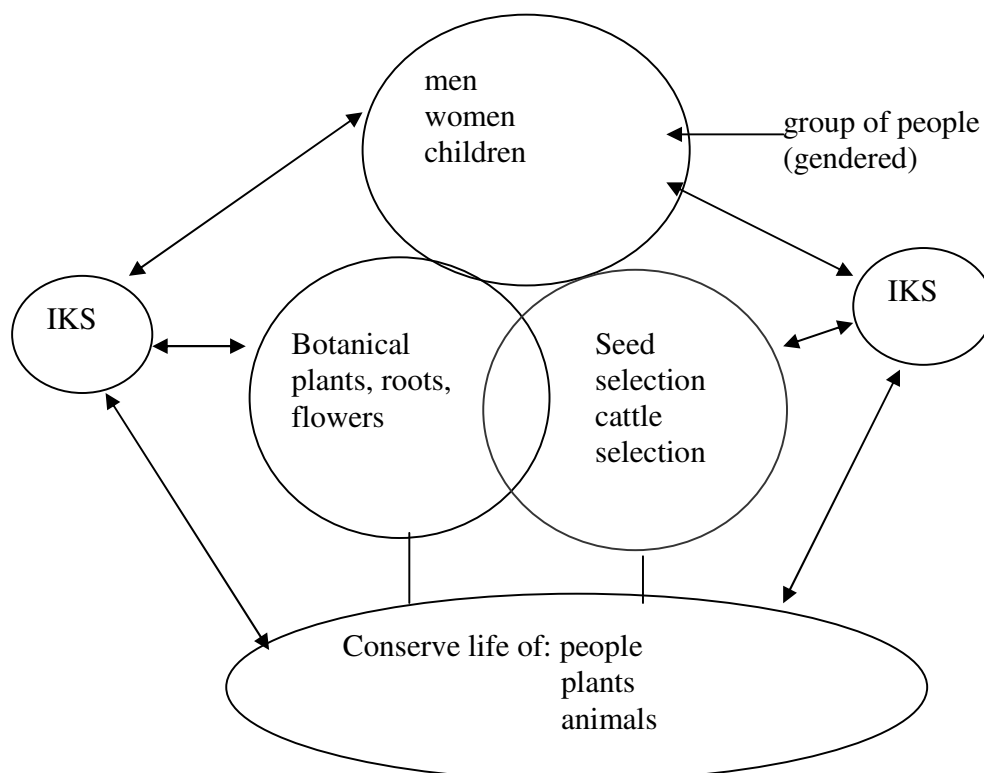 men
women
children
group of people
(gendered)
IKS
IKS
Botanical
plants, roots,
flowers
Seed
selection
cattle
selection
Conserve life of: people
plants
animals